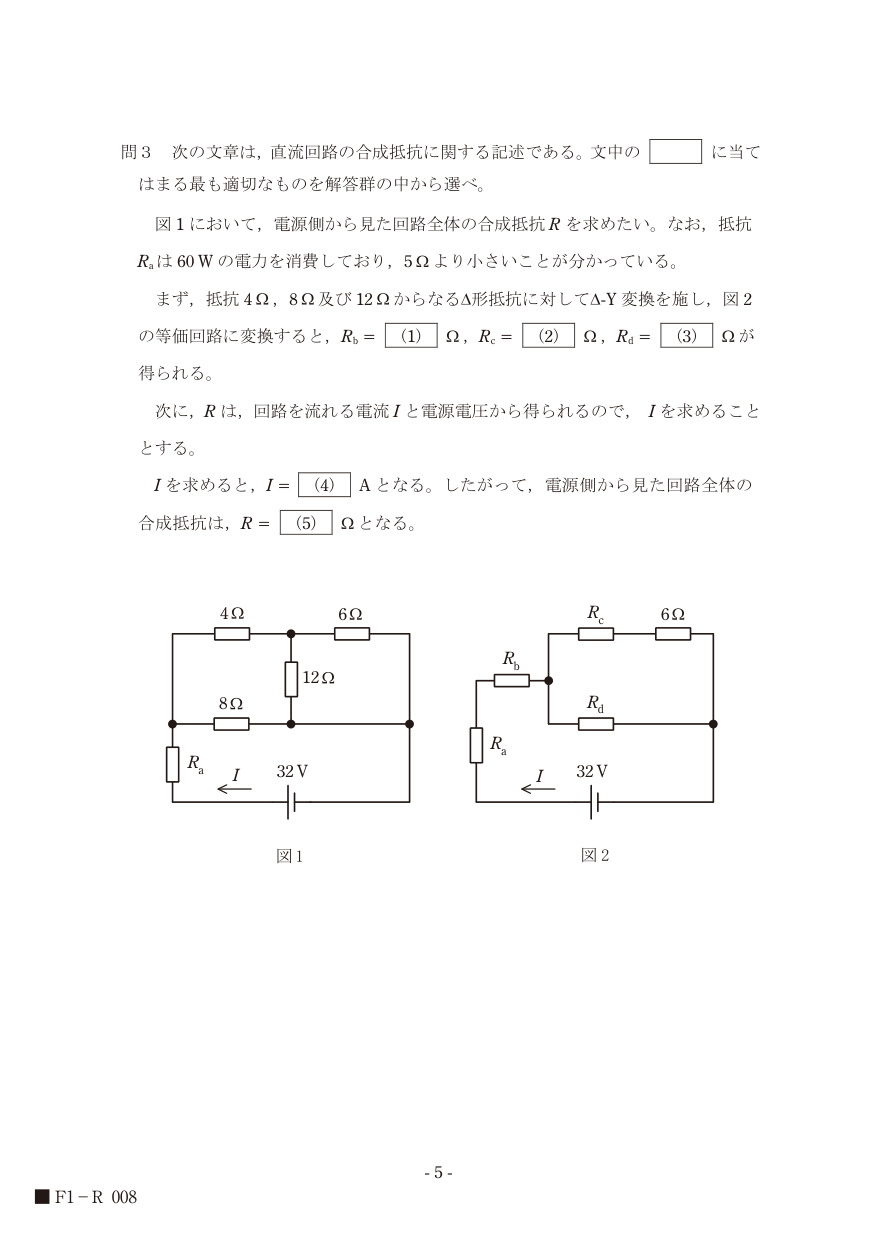 問３　次の文章は，直流回路の合成抵抗に関する記述である。文中の　　　　に当て
はまる最も適切なものを解答群の中から選べ。
図 1 において，電源側から見た回路全体の合成抵抗 R を求めたい。なお，抵抗
Ra は 60 W の電力を消費しており，5 Ω より小さいことが分かっている。
まず，抵抗 4 Ω，8 Ω 及び 12 Ω からなる Δ形抵抗に対して Δ-Y 変換を施し，図 2
の等価回路に変換すると，Rb = (1) Ω，Rc = (2) Ω，Rd = (3) Ω が
得られる。
次に，R は，回路を流れる電流 I と電源電圧から得られるので， I を求めること
とする。
I を求めると，I = (4) A となる。したがって，電源側から見た回路全体の
合成抵抗は，R = (5) Ω となる。
4 Ω
6 Ω
12 Ω
8 Ω
Ra
I
32 V
図 1
Rc
6 Ω
Rb
Rd
Ra
I
32 V
図 2
- 5 -
■ F1－R 008